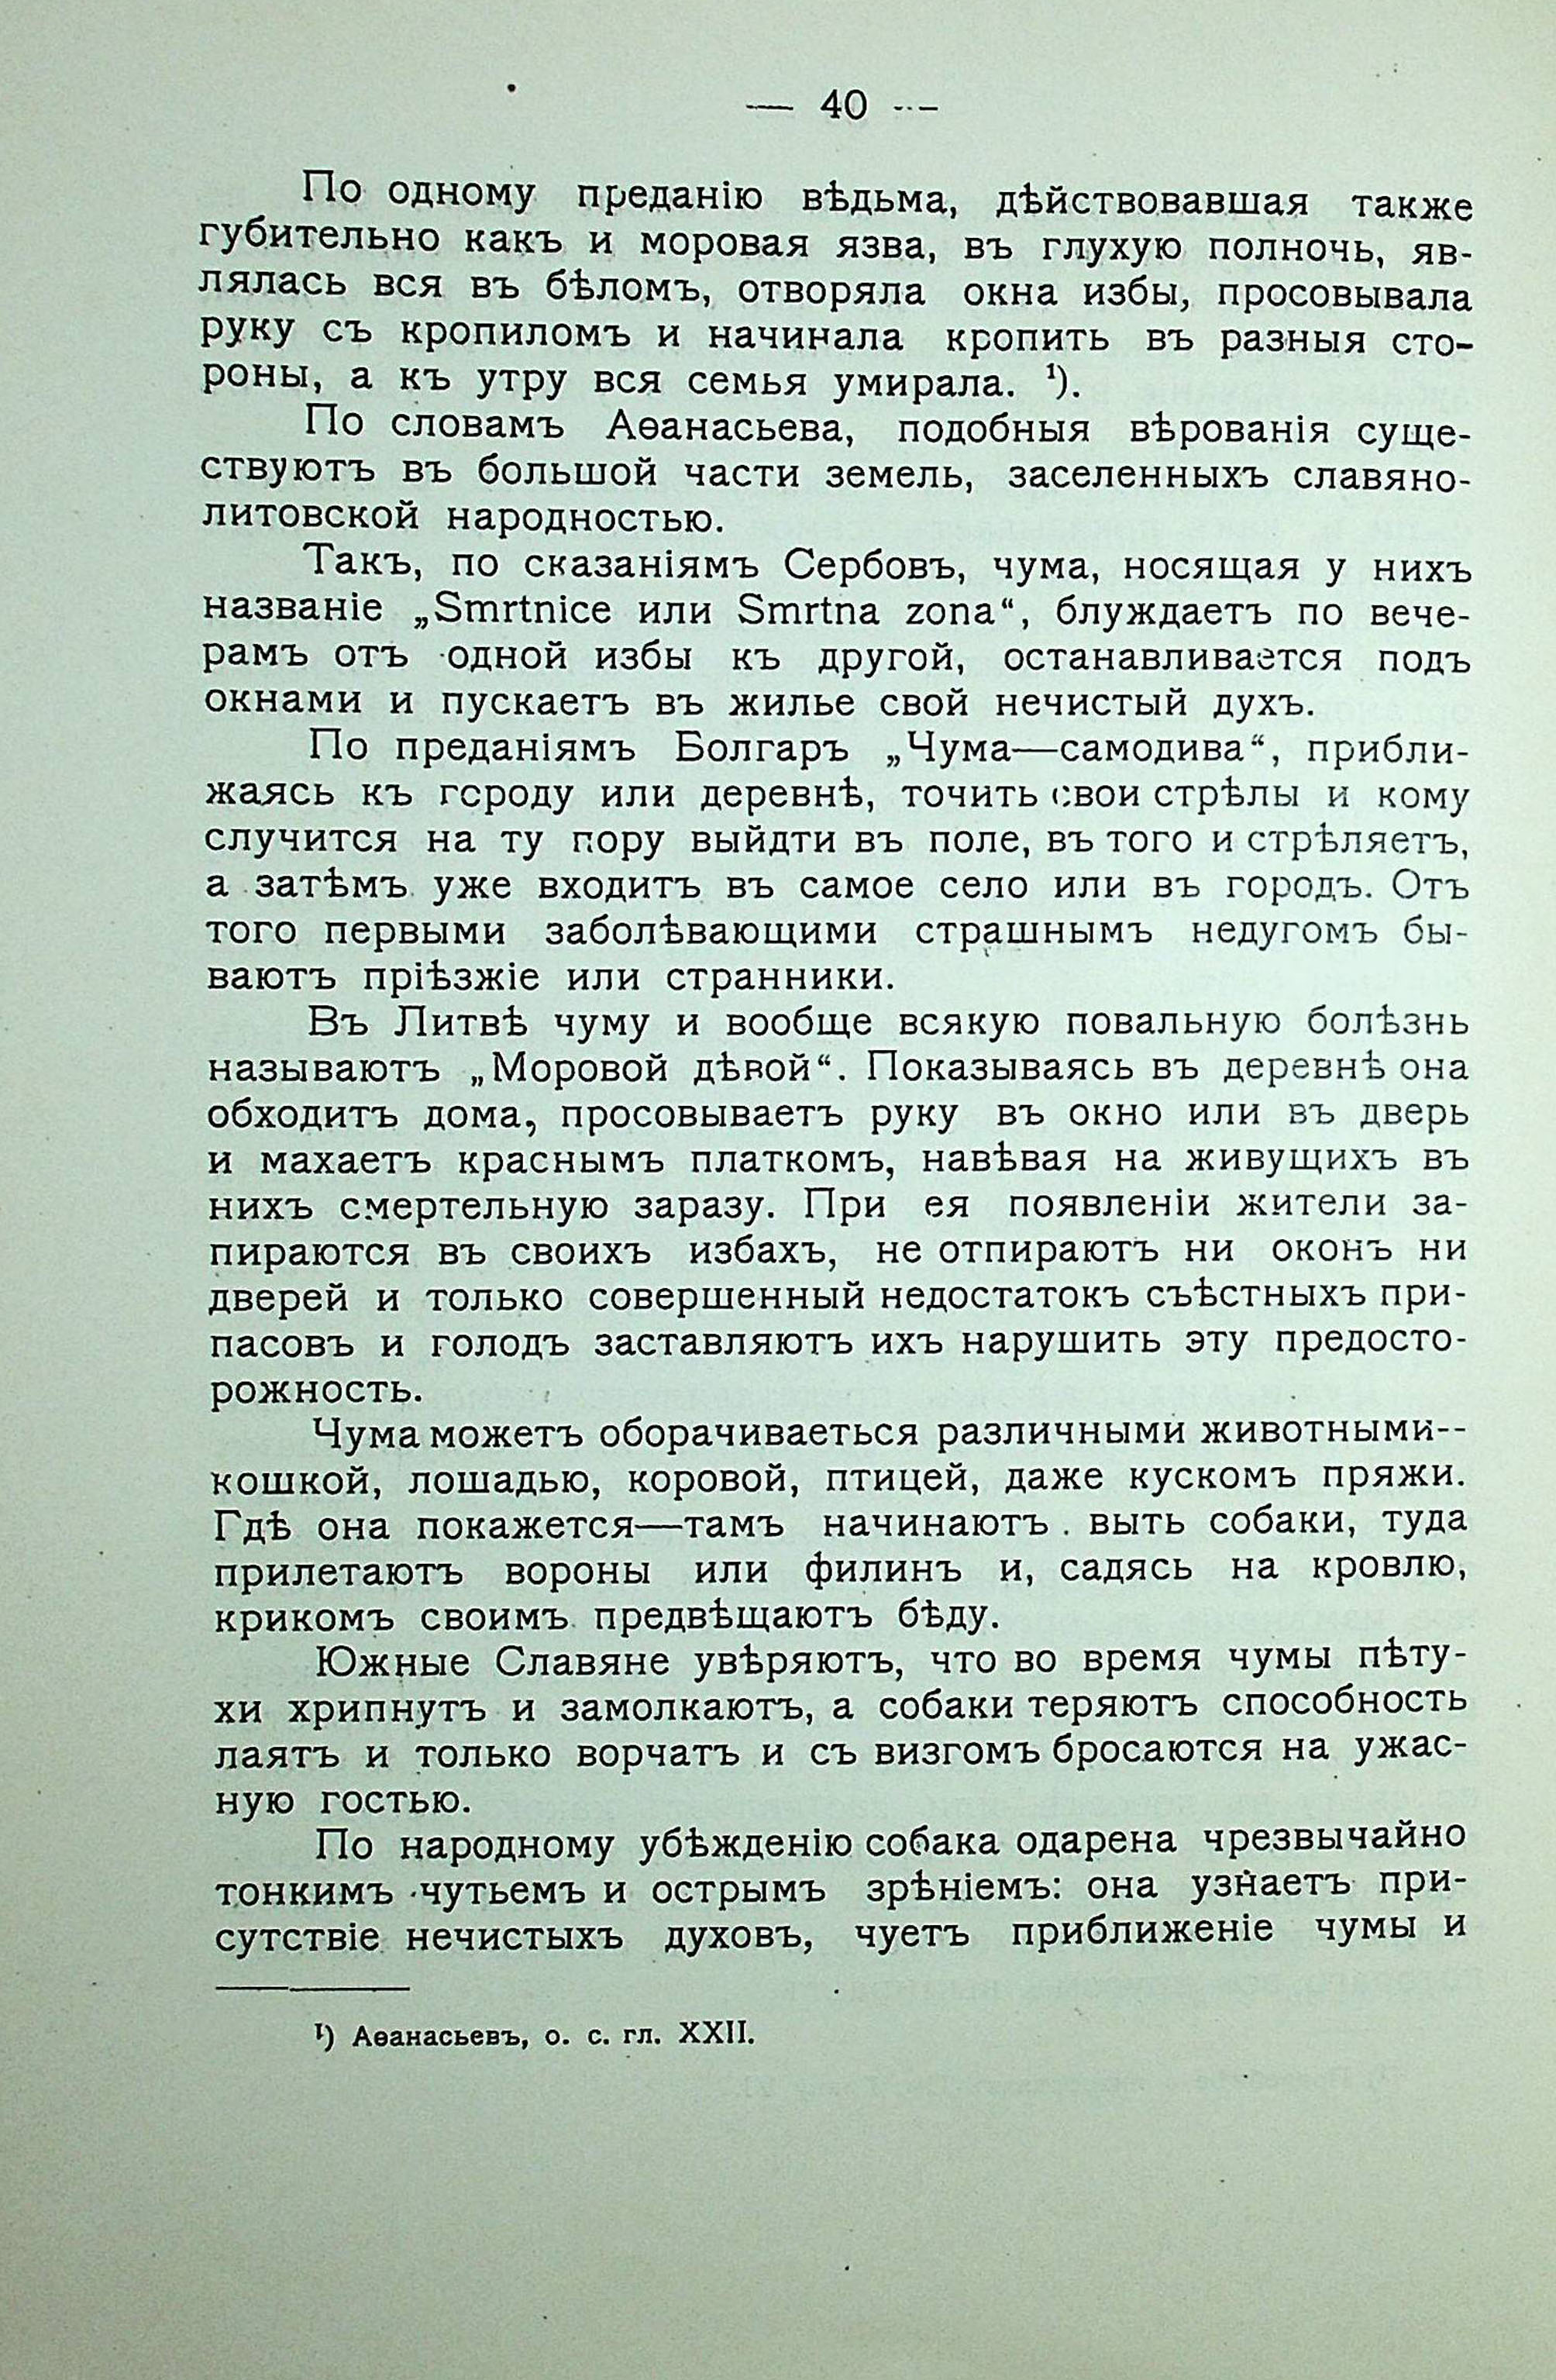 — 40 —
По одному преданію вѣдьма, дѣйствовавшая также
губительно какъ и моровая язва, въ глухую полночь, яв-
лялась вся въ бѣломъ, отворяла окна избы, просовывала
руку съ кропиломъ и начинала кропить въ разныя сто-
роны, а къ утру вся семья умирала. ¹).
По словамъ Аѳанасьева, подобныя вѣрованія суще-
ствуютъ въ большой части земель, заселенныхъ славяно-
литовской народностью.
Такъ, по сказаніямъ Сербовъ, чума, носящая у нихъ
названіе „Smrtnice или Smrtna zona“, блуждаетъ по вече-
рамъ отъ одной избы къ другой, останавливается подъ
окнами и пускаетъ въ жилье свой нечистый духъ.
По преданіямъ Болгаръ „Чума—самодива“, прибли-
жаясь къ городу или деревнѣ, точить свои стрѣлы и кому
случится на ту пору выйдти въ поле, въ того и стрѣляетъ,
а затѣмъ уже входитъ въ самое село или въ городъ. Отъ
того первыми заболѣвающими страшнымъ недугомъ бы-
ваютъ пріѣзжіе или странники.
Въ Литвѣ чуму и вообще всякую повальную болѣзнь
называютъ „Моровой дѣвой“. Показываясь въ деревнѣ она
обходитъ дома, просовываетъ руку въ окно или въ дверь
и махаетъ краснымъ платкомъ, навѣвая на живущихъ въ
нихъ смертельную заразу. При ея появленіи жители за-
пираются въ своихъ избахъ, не отпираютъ ни оконъ ни
дверей и только совершенный недостатокъ съѣстныхъ при-
пасовъ и голодъ заставляютъ ихъ нарушить эту предосто-
рожность.
Чума можетъ оборачиваеться различными животными--
кошкой, лошадью, коровой, птицей, даже кускомъ пряжи.
Гдѣ она покажется—тамъ начинаютъ . выть собаки, туда
прилетаютъ вороны или филинъ и, садясь на кровлю,
крикомъ своимъ предвѣщаютъ бѣду.
Южные Славяне увѣряютъ, что во время чумы пѣту-
хи хрипнутъ и замолкаютъ, а собаки теряютъ способность
лаятъ и только ворчатъ и съ визгомъ бросаются на ужас-
ную гостью.
По народному убѣжденію собака одарена чрезвычайно
тонкимъ чутьемъ и острымъ зрѣніемъ: она узнаетъ при-
сутствіе нечистыхъ духовъ, чуетъ приближеніе чумы и
¹) Аѳанасьевъ, о. с. гл. XXII.